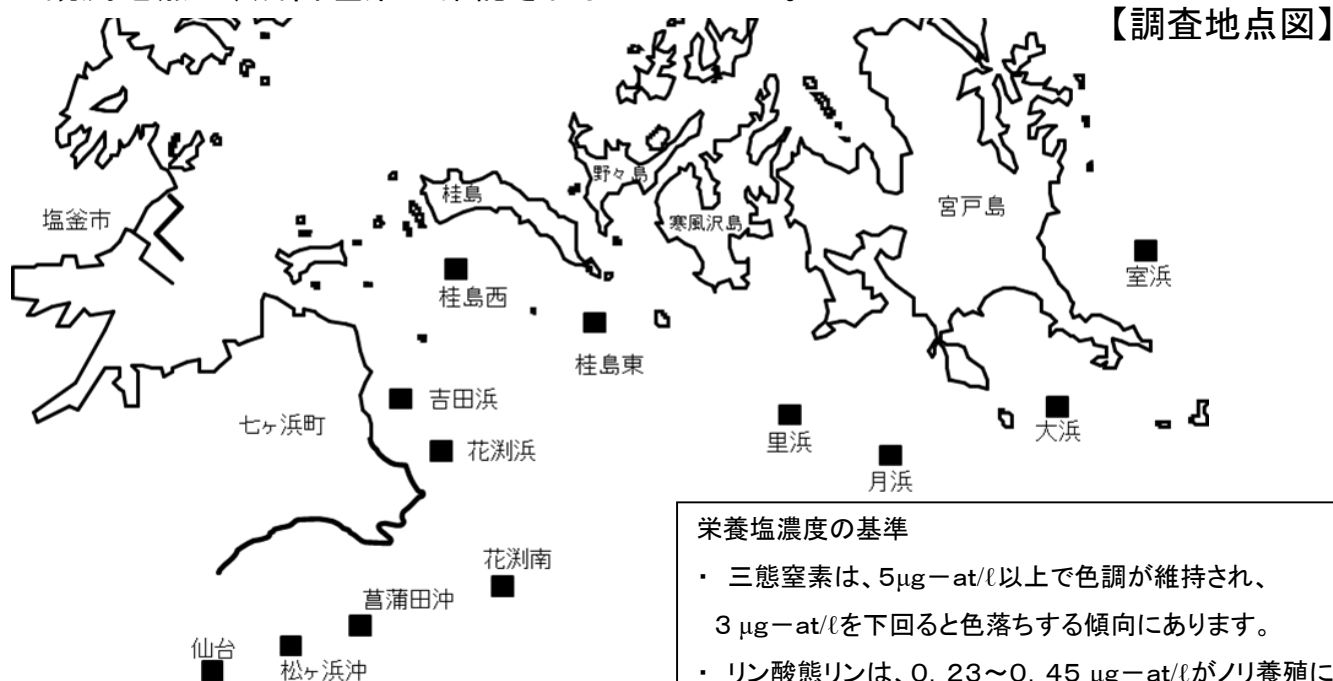 【調査地点図】
野々島
桂島
宮戸島
塩釜市
寒風沢島
室浜
桂島西
桂島東
吉田浜
大浜
七ヶ浜町
里浜
花渕浜
月浜
栄養塩濃度の基準
・ 三態窒素は、5μg-at/ℓ以上で色調が維持され、
3 μg-at/ℓを下回ると色落ちする傾向にあります。
・ リン酸態リンは、0.23~0.45 μg-at/ℓがノリ養殖に
花渕南
菖蒲田沖
仙台
松ヶ浜沖